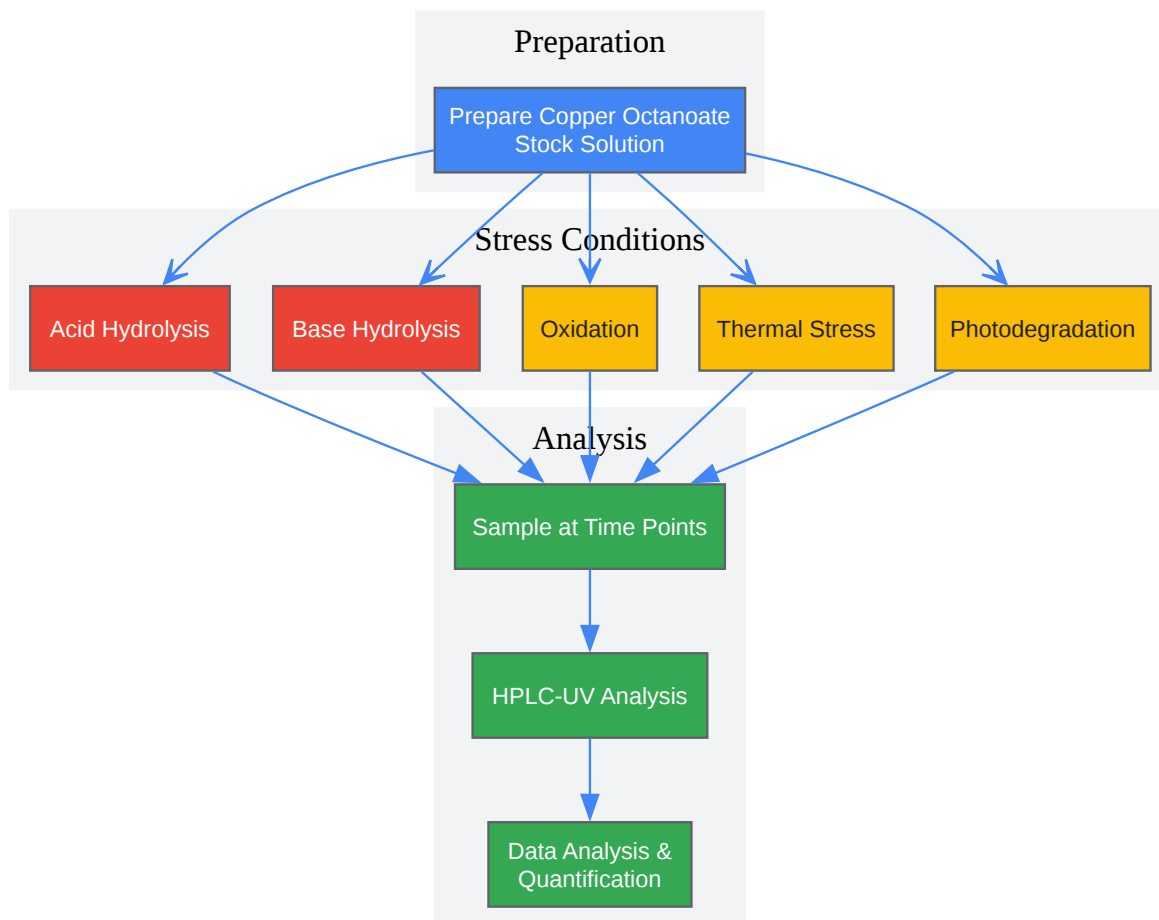 Preparation
Prepare Copper Octanoate
Stock Solution
Stress Conditions
Acid Hydrolysis
Base Hydrolysis
Oxidation
Thermal Stress
Photodegradation
Analysis
Sample at Time Points
HPLC-UV Analysis
Data Analysis &
Quantification